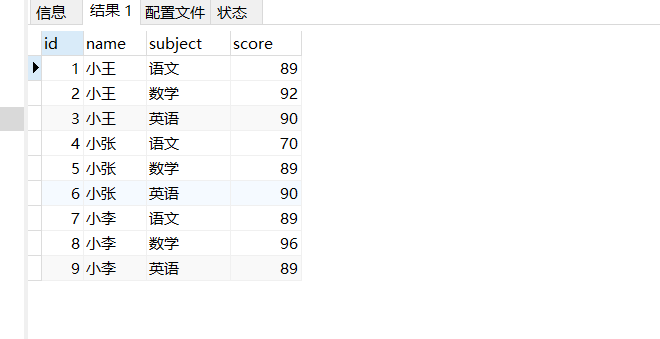 信息 结果 1 配置文件 状态
id name subject score
1 小王 语文 89
2 小王 数学 92
3 小王 英语 90
4 小张 语文 70
5 小张 数学 89
6 小张 英语 90
7 小李 语文 89
8 小李 数学 96
9 小李 英语 89